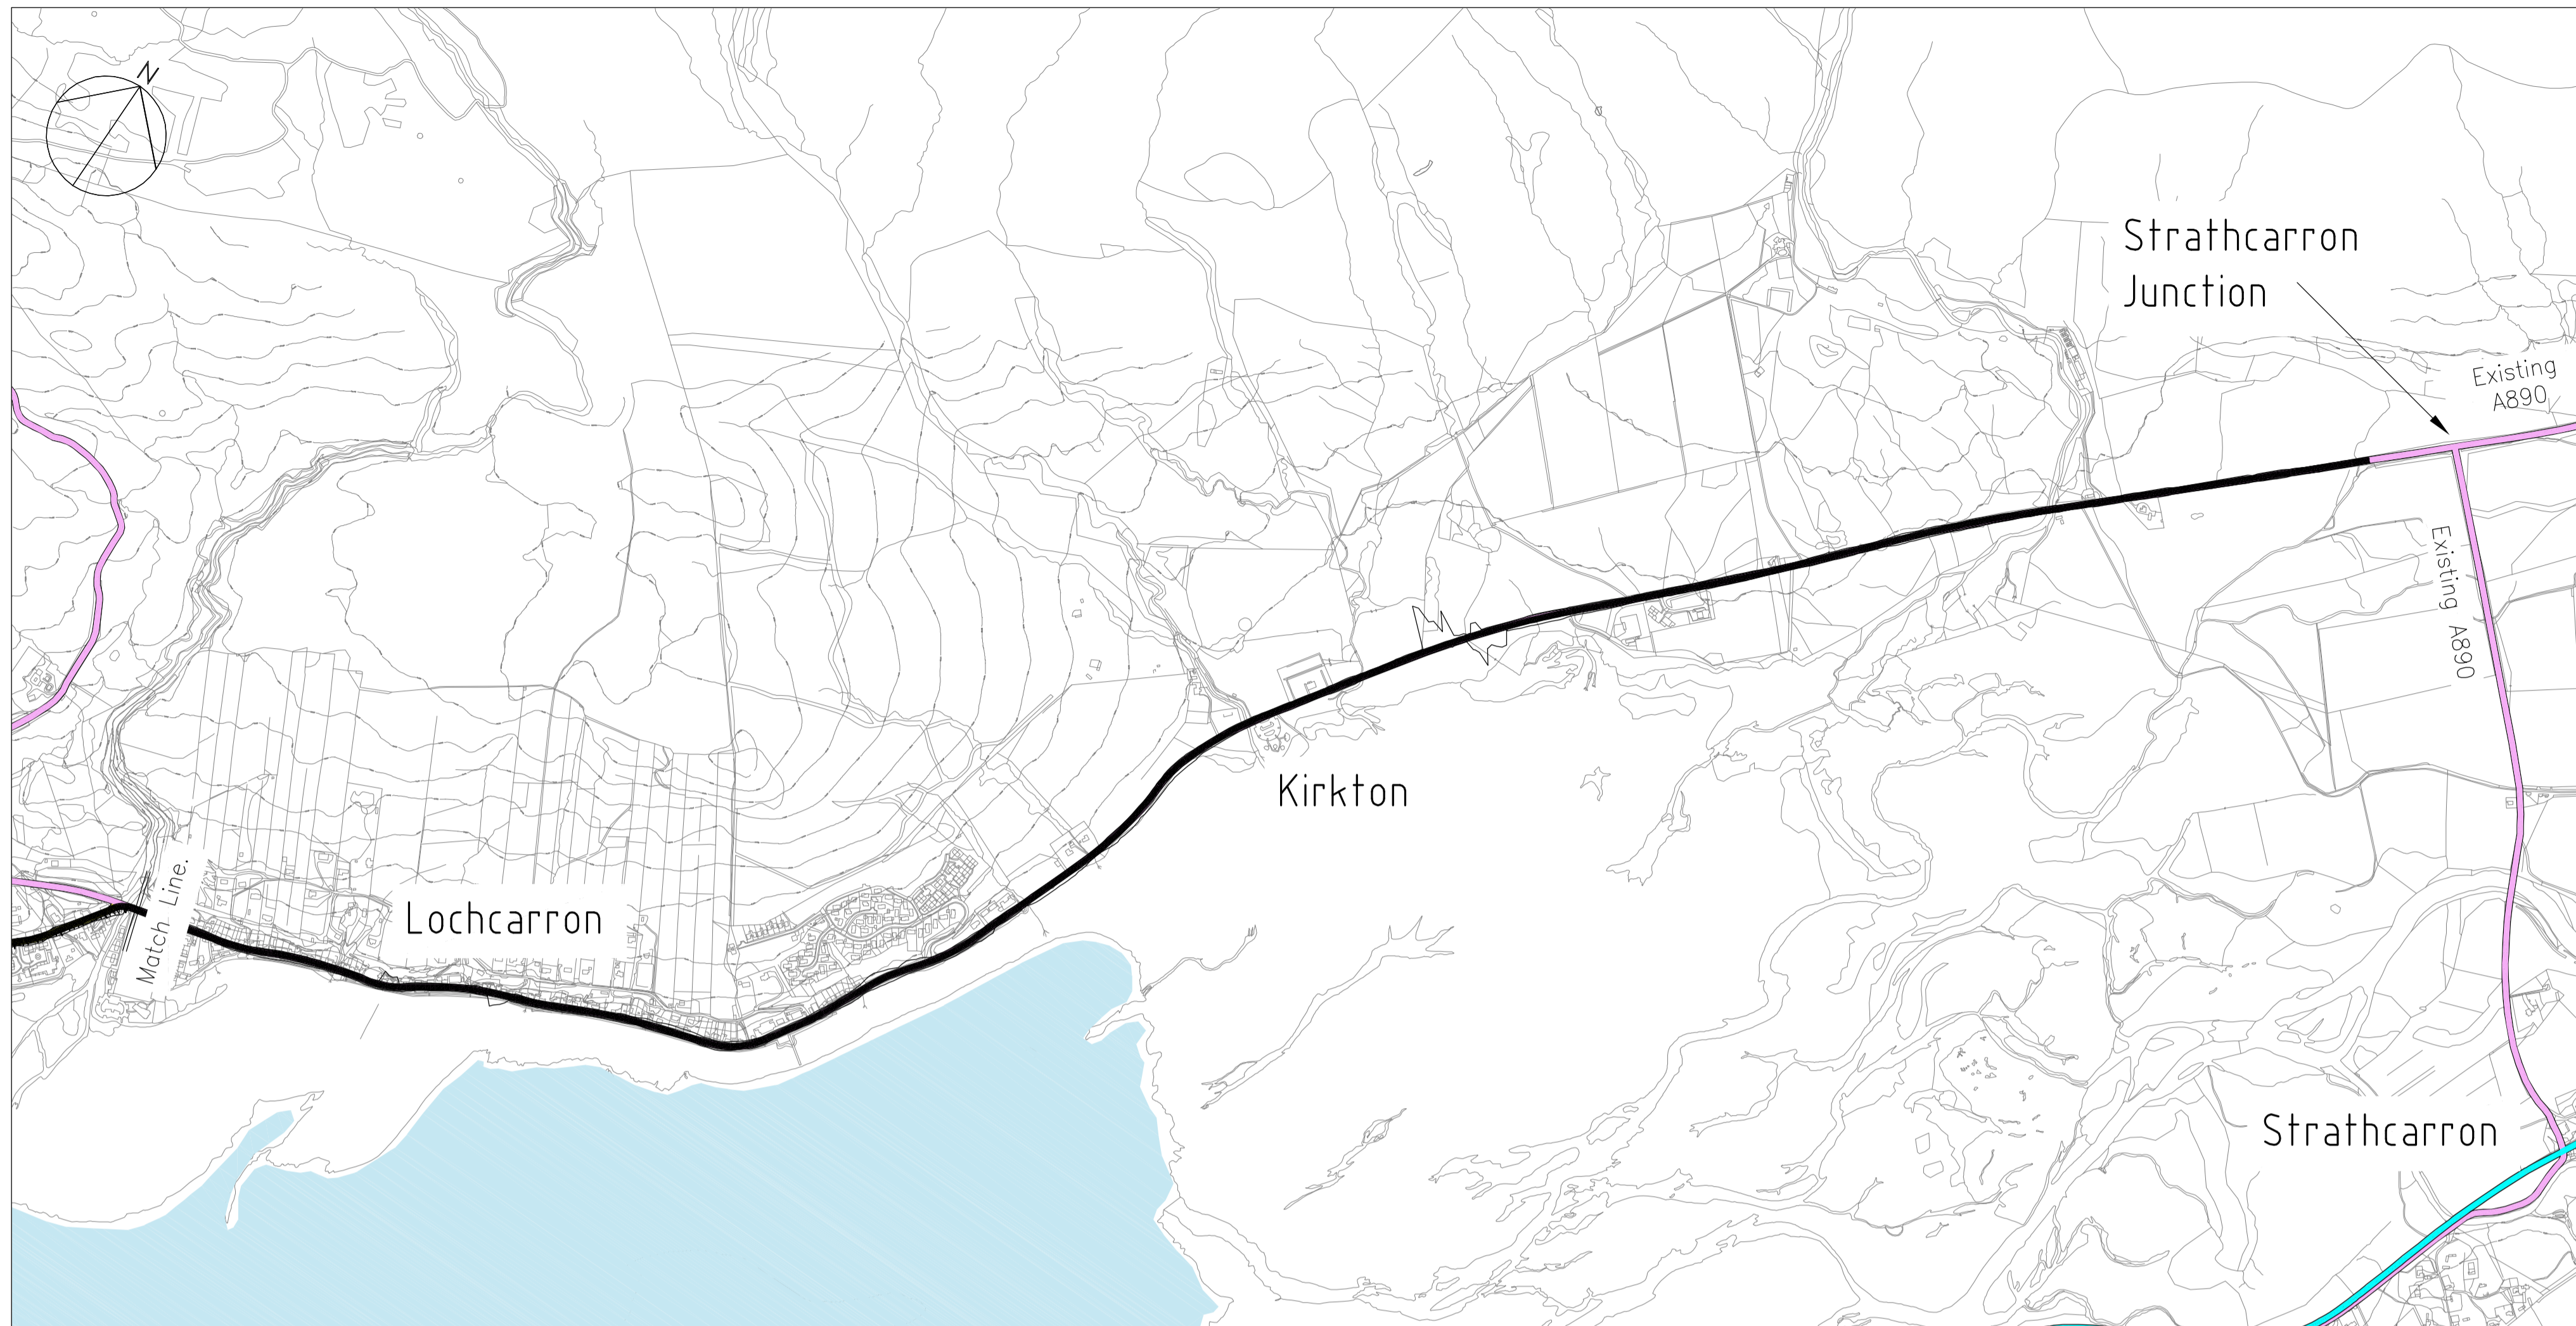 N
Strathcarron
Junction
Existing
A890
Existing A890
Kirkton
Match Line.
Lochcarron
Strathcarron